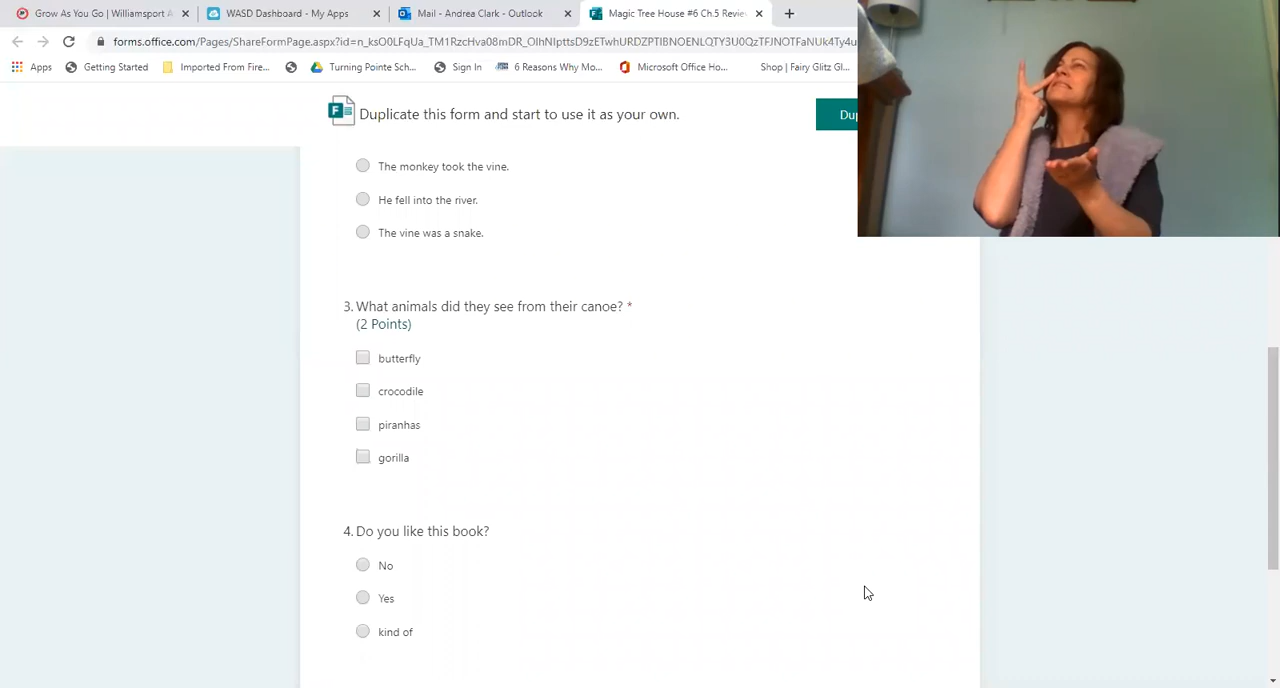 Grow As You Go | Williamsport A
WASD Dashboard - My Apps
Mail - Andrea Clark - Outlook
Magic Tree House #6 Ch.5 Revie
forms.office.com/Pages/ShareFormPage.aspx?id=n_ksO0LFqUa_TM1RzcHva08mDR_OIhNIpttsD9zETwhURDZPTlBNOENLQTY3U0QzTFJNOTFaNUk4Ty4u
Apps
Getting Started
Imported From Fire...
Turning Pointe Sch...
Sign In
6 Reasons Why Mo...
Microsoft Office Ho...
Shop | Fairy Glitz Gl...
Duplicate this form and start to use it as your own.
Du
The monkey took the vine.
He fell into the river.
The vine was a snake.
3. What animals did they see from their canoe? *
(2 Points)
butterfly
crocodile
piranhas
gorilla
4. Do you like this book?
No
Yes
kind of